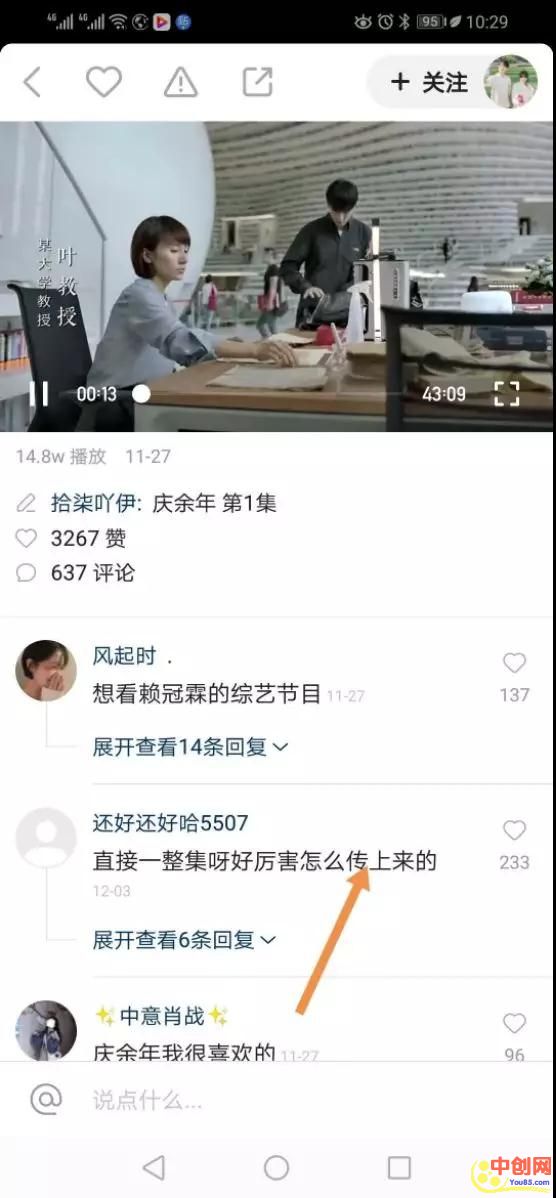 4G 4G 95 10:29
+ 关注
某大学教授
叶教授
00:13 43:09
14.8w 播放 11-27
拾柒吖伊: 庆余年 第1集
3267 赞
637 评论
风起时 .
想看赖冠霖的综艺节目 11-27
137
展开查看14条回复
还好还好哈5507
直接一整集呀好厉害怎么传上来的
233
12-03
展开查看6条回复
✨中意肖战✨
庆余年我很喜欢的 11-27
96
@ 说点什么...
中创网
You85.com